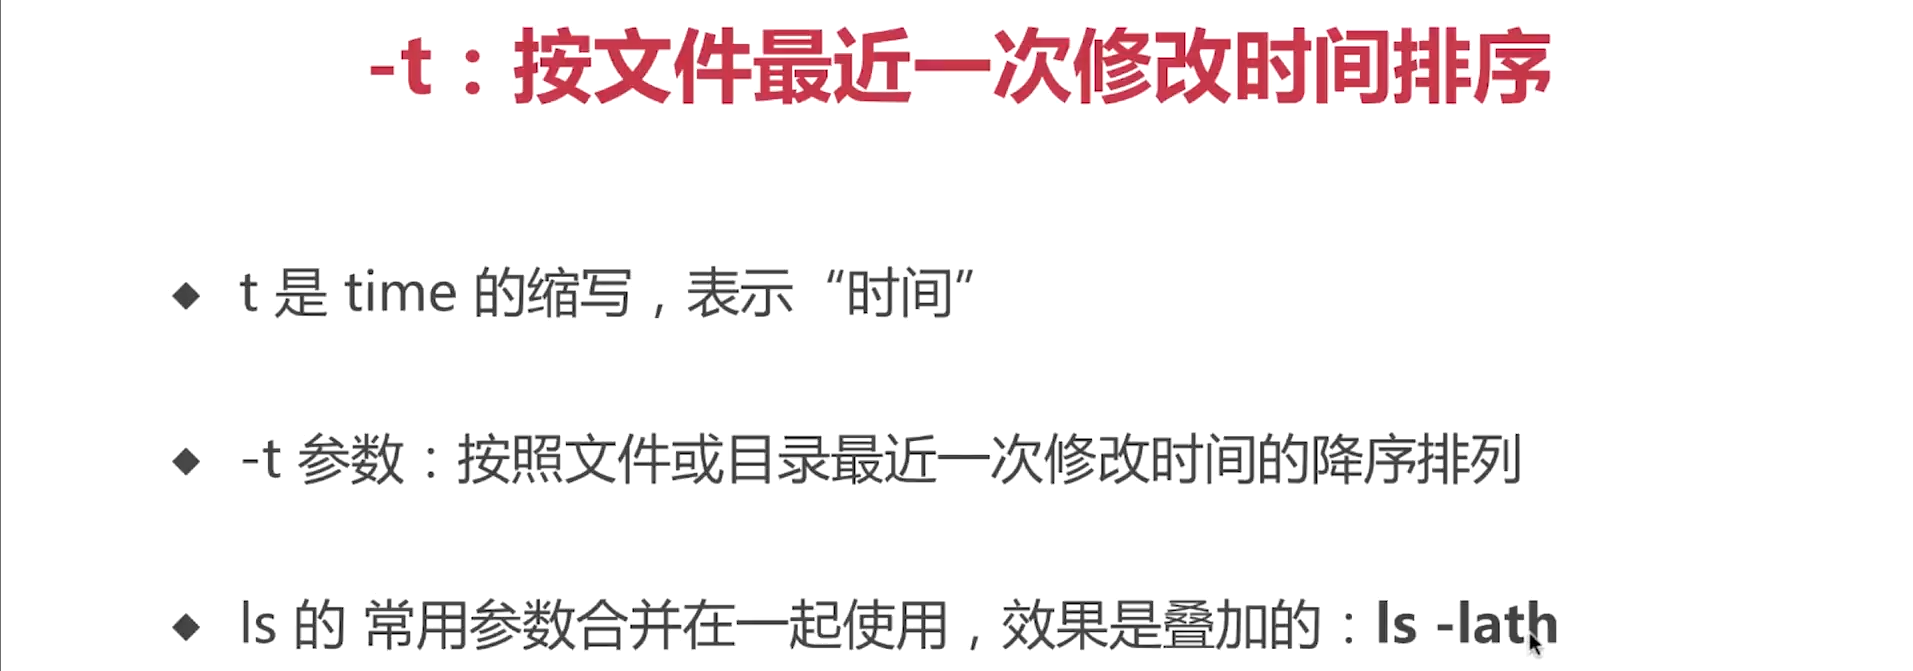 -t：按文件最近一次修改时间排序
◆ t 是 time 的缩写，表示“时间”
◆ -t 参数：按照文件或目录最近一次修改时间的降序排列
◆ ls 的 常用参数合并在一起使用，效果是叠加的：ls -lath